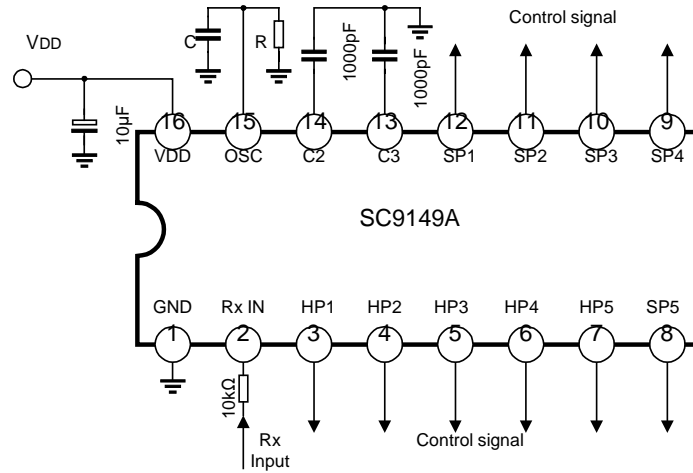 Control signal
VDD
C
R
1000pF
1000pF
10μF
16 15 14 13 12 11 10 9
VDD OSC C2 C3 SP1 SP2 SP3 SP4
SC9149A
GND Rx IN HP1 HP2 HP3 HP4 HP5 SP5
1 2 3 4 5 6 7 8
10kΩ
Rx
Input
Control signal